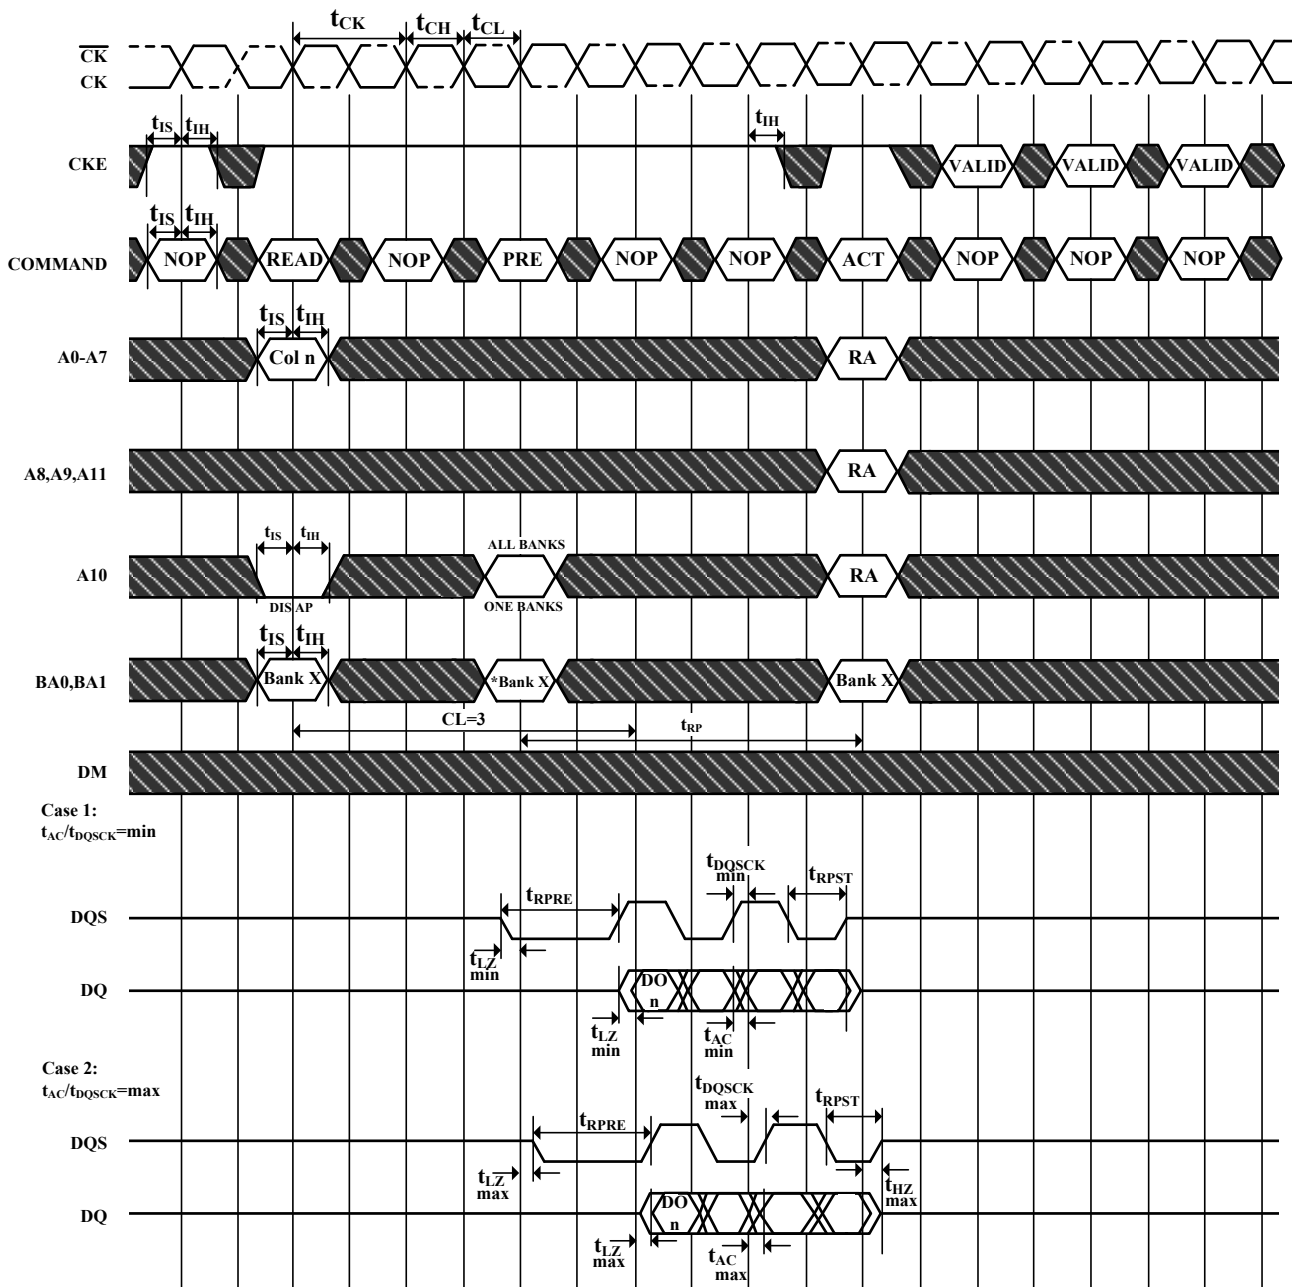 tCK tCH tCL
CK
CK
tIS tIH tIH
CKE VALID VALID VALID
tIS tIH
COMMAND NOP READ NOP PRE NOP NOP ACT NOP NOP NOP
tIS tIH
A0-A7 Col n RA
A8,A9,A11 RA
tIS tIH ALL BANKS
A10 RA
DIS AP ONE BANKS
tIS tIH
BA0,BA1 Bank X *Bank X Bank X
CL=3 tRP
DM
Case 1:
tAC/tDQSCK=min
tDQSCK
min
tRPRE tRPST
DQS
tLZ
min
DQ DO
n
tLZ
min
tAC
min
Case 2:
tAC/tDQSCK=max
tDQSCK
max
tRPRE tRPST
DQS
tLZ
max
tHZ
max
DQ DO
n
tLZ
max
tAC
max